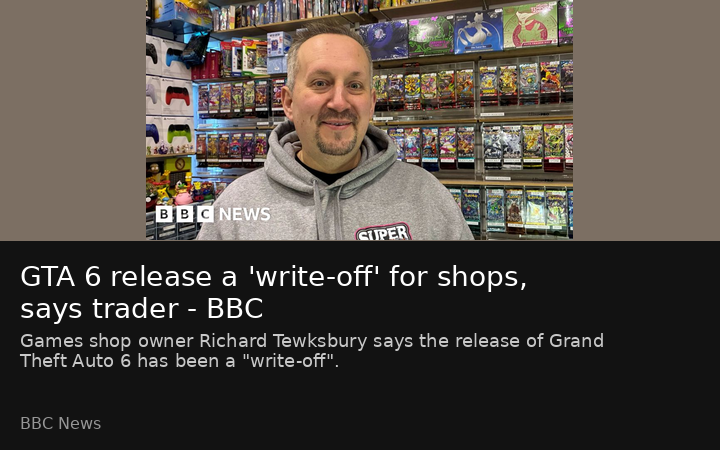 BBC NEWS
SUPER
GTA 6 release a 'write-off' for shops,
says trader - BBC
Games shop owner Richard Tewksbury says the release of Grand
Theft Auto 6 has been a "write-off".
BBC News